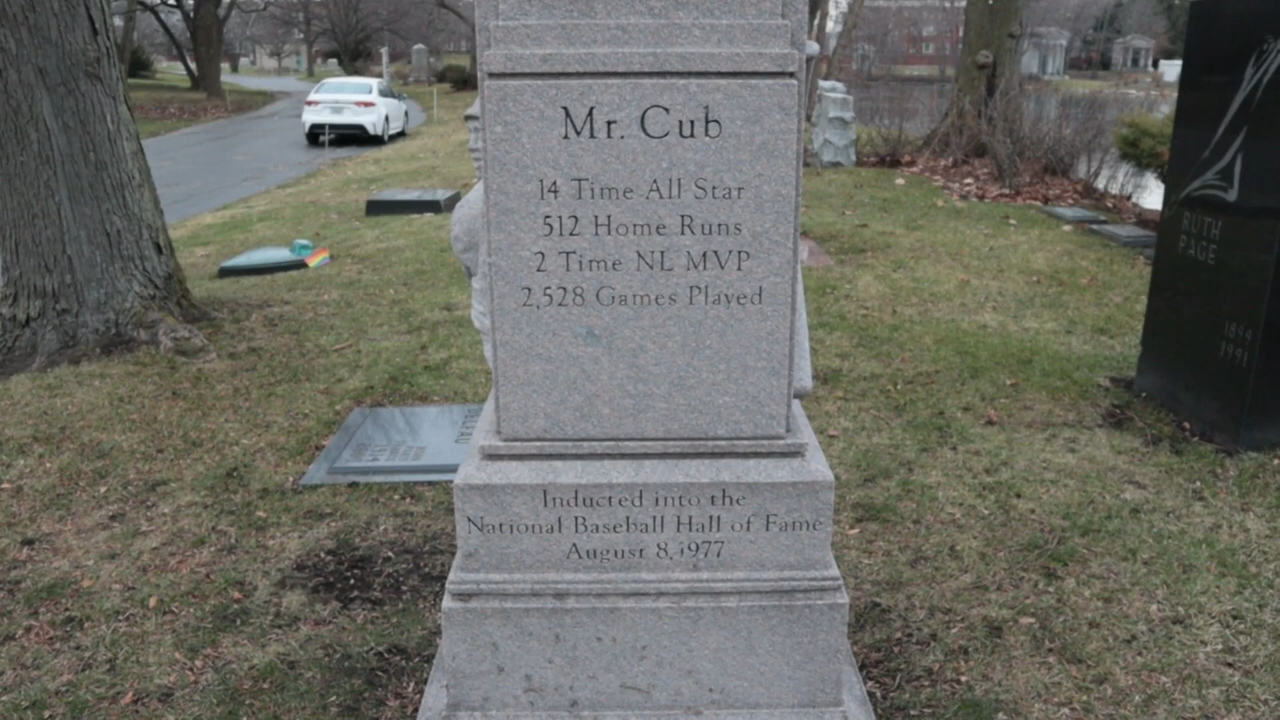 Mr. Cub
14 Time All Star
512 Home Runs
2 Time NL MVP
2,528 Games Played
Inducted into the
National Baseball Hall of Fame
August 8, 1977
RUTH
PAGE
1899
1991